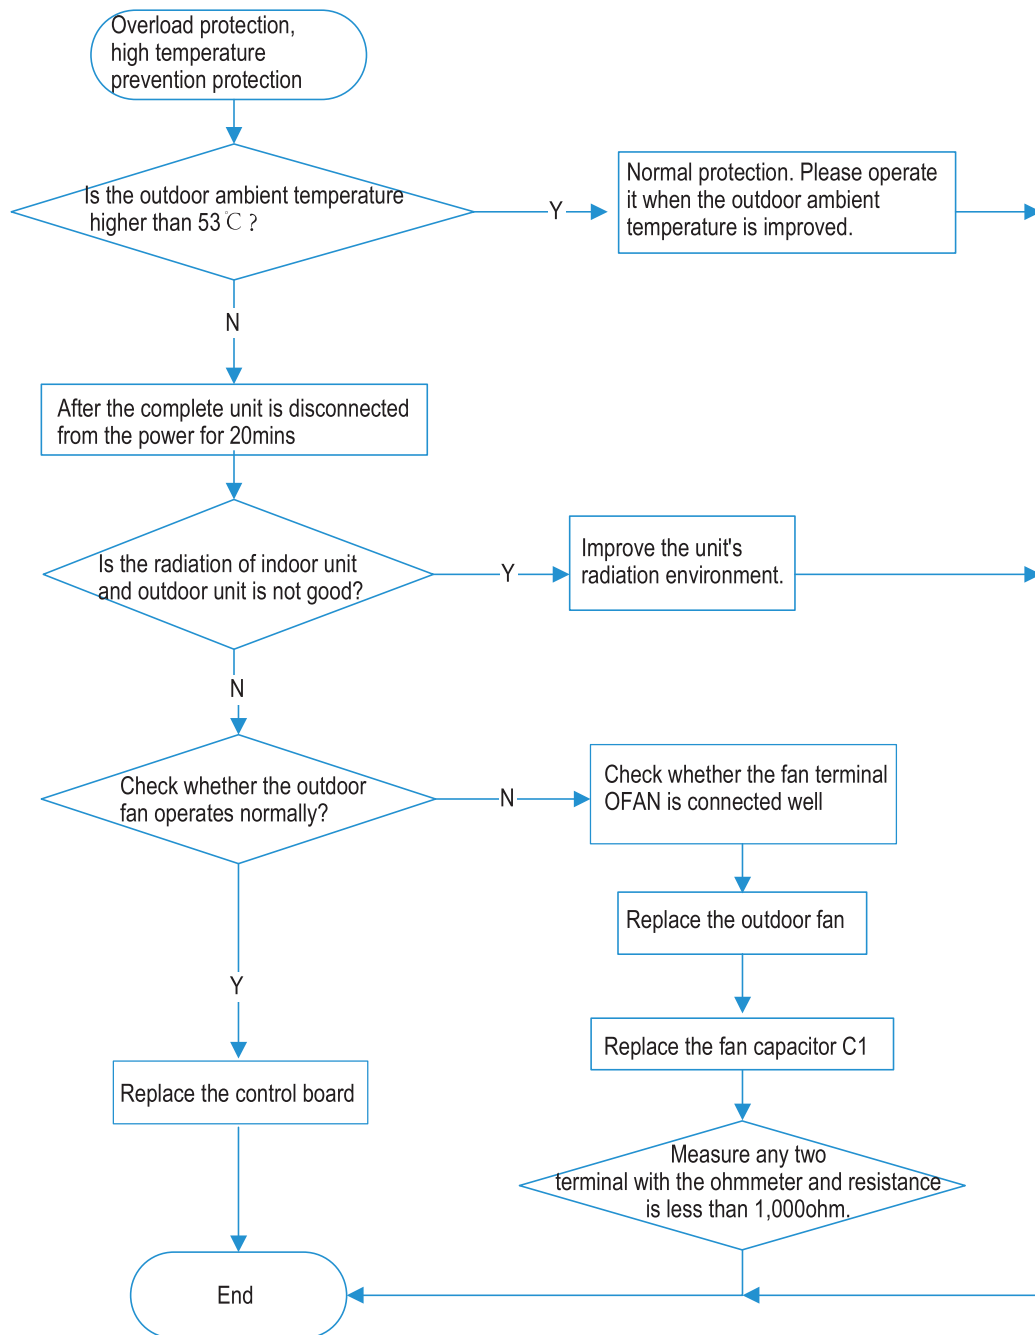 Overload protection,
high temperature
prevention protection
Is the outdoor ambient temperature
higher than 53℃ ?
Y
Normal protection. Please operate
it when the outdoor ambient
temperature is improved.
N
After the complete unit is disconnected
from the power for 20mins
Is the radiation of indoor unit
and outdoor unit is not good?
Y
Improve the unit's
radiation environment.
N
Check whether the outdoor
fan operates normally?
N
Check whether the fan terminal
OFAN is connected well
Replace the outdoor fan
Y
Replace the fan capacitor C1
Replace the control board
Measure any two
terminal with the ohmmeter and resistance
is less than 1,000ohm.
End